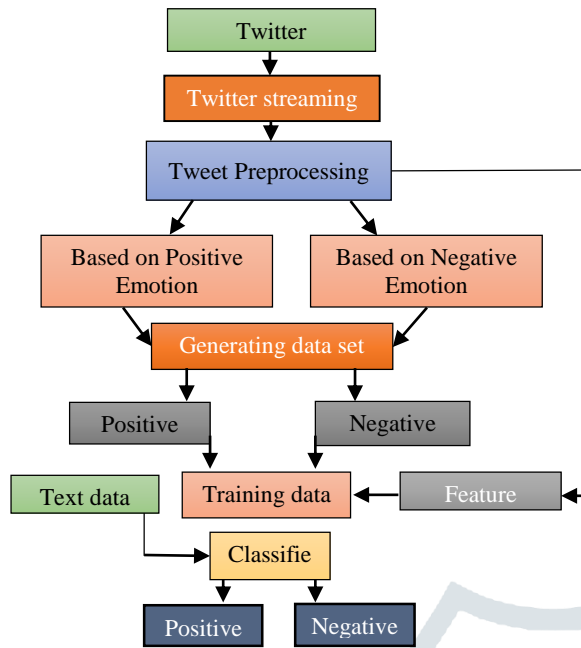 Twitter
Twitter streaming
Tweet Preprocessing
Based on Positive
Emotion
Based on Negative
Emotion
Generating data set
Positive
Negative
Text data
Training data
Feature
Classifie
Positive
Negative